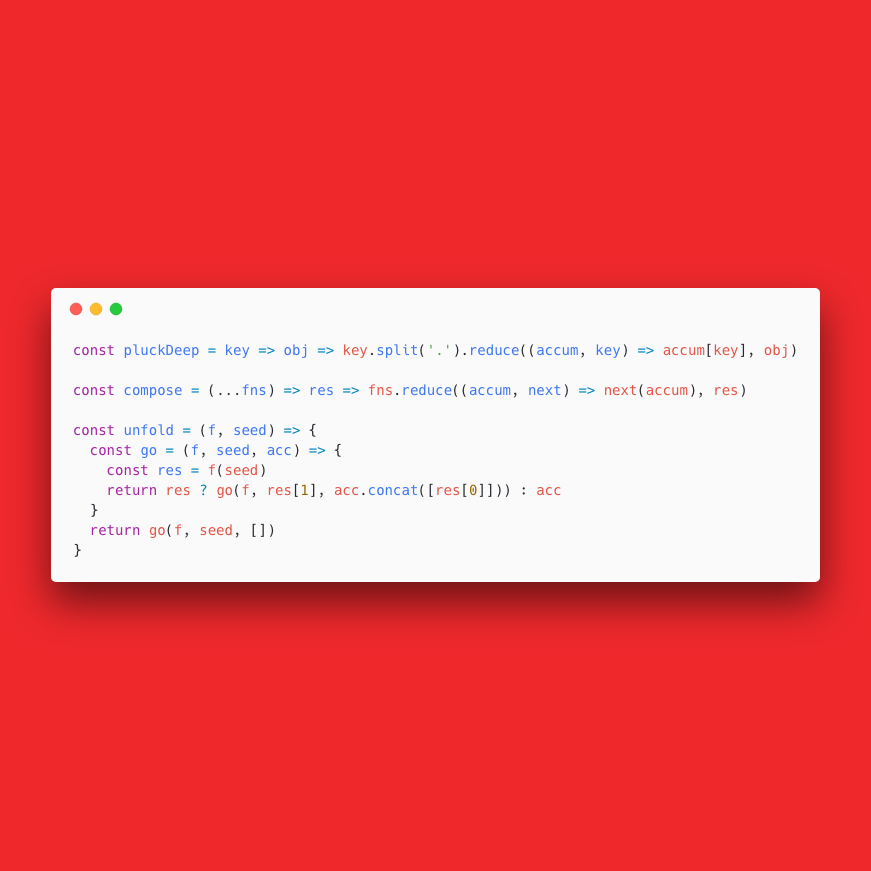 const pluckDeep = key => obj => key.split('.').reduce((accum, key) => accum[key], obj)

const compose = (...fns) => res => fns.reduce((accum, next) => next(accum), res)

const unfold = (f, seed) => {
  const go = (f, seed, acc) => {
    const res = f(seed)
    return res ? go(f, res[1], acc.concat([res[0]])) : acc
  }
  return go(f, seed, [])
}